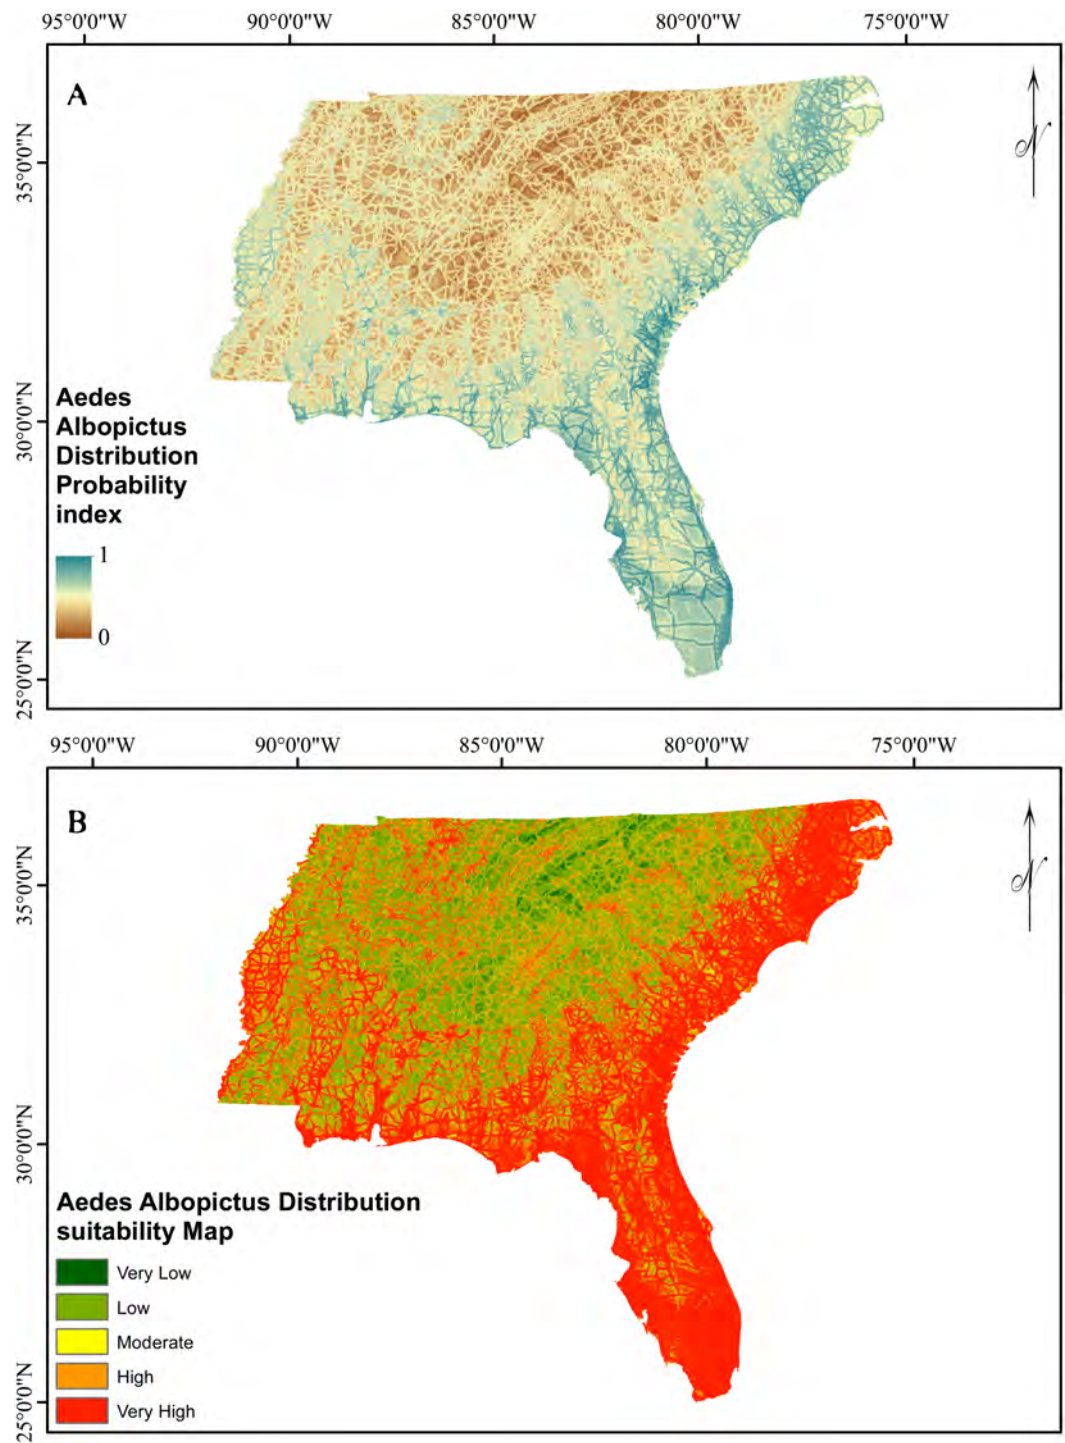 95°0'0"W 90°0'0"W 85°0'0"W 80°0'0"W 75°0'0"W
A
N
35°0'0"N
30°0'0"N
25°0'0"N
Aedes
Albopictus
Distribution
Probability
index
1
0
95°0'0"W 90°0'0"W 85°0'0"W 80°0'0"W 75°0'0"W
B
N
35°0'0"N
30°0'0"N
25°0'0"N
Aedes Albopictus Distribution
suitability Map
Very Low
Low
Moderate
High
Very High